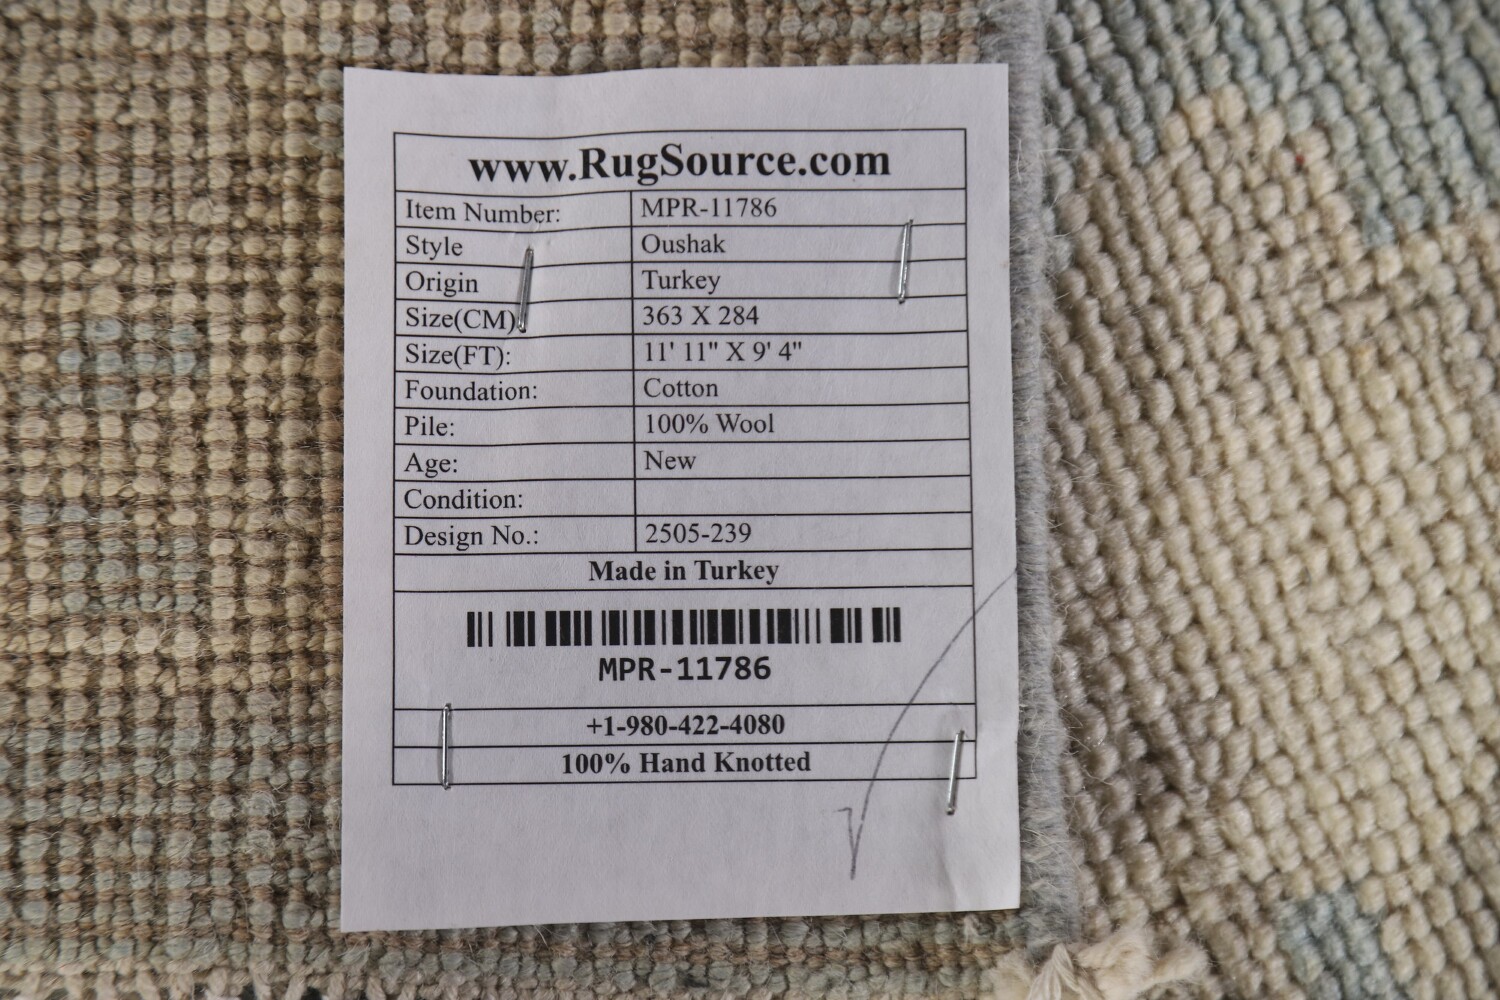 www.RugSource.com
Item Number: MPR-11786
Style Oushak
Origin Turkey
Size(CM) 363 X 284
Size(FT): 11' 11" X 9' 4"
Foundation: Cotton
Pile: 100% Wool
Age: New
Condition:
Design No.: 2505-239
Made in Turkey
MPR-11786
+1-980-422-4080
100% Hand Knotted